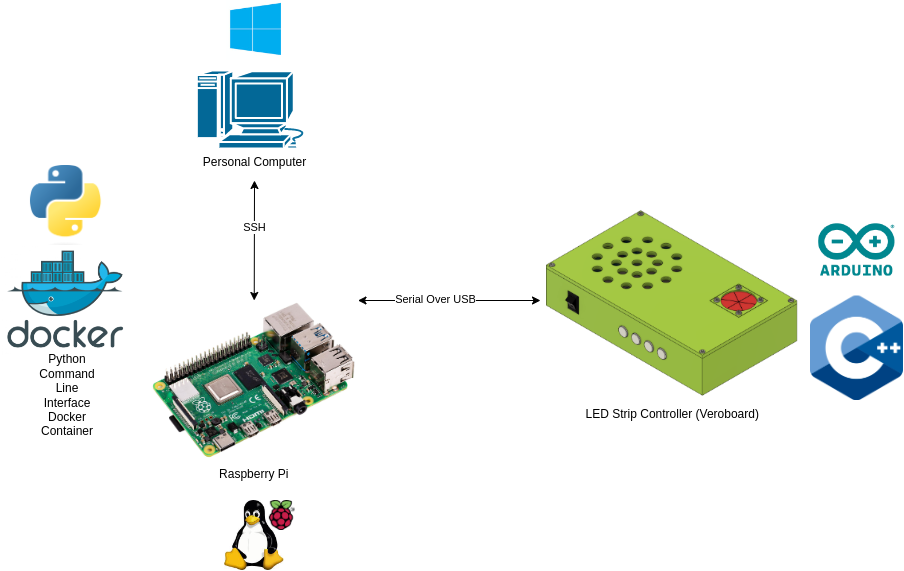 Personal Computer
SSH
Serial Over USB
ARDUINO
docker
C++
Python
Command
Line
Interface
Docker
Container
HDMI
LED Strip Controller (Veroboard)
Raspberry Pi